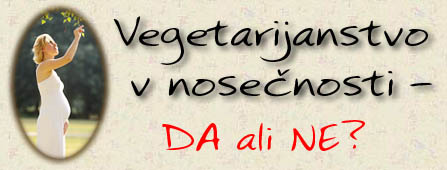 Vegetarijanstvo
v nosečnosti -
DA ali NE?